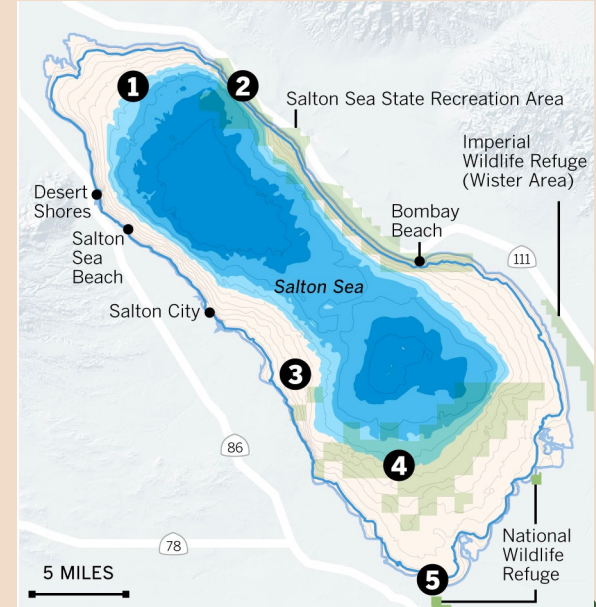 1
2
Salton Sea State Recreation Area
Imperial
Wildlife Refuge
(Wister Area)
Desert
Shores
Salton
Sea
Beach
Bombay
Beach
111
Salton Sea
Salton City
3
86
4
78
National
Wildlife
Refuge
5 MILES
5